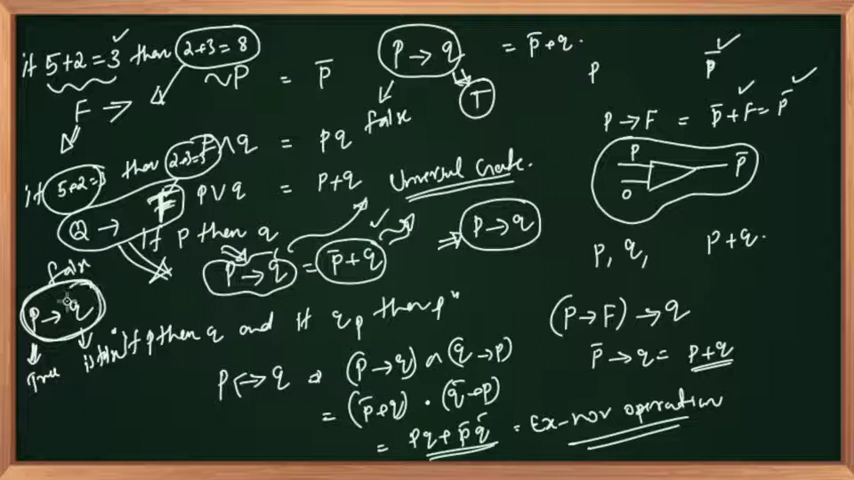 if 5+2=3 ✓ then 2+3=8
∼p = p̄
F →
p ∧ q = pq
if 5+2=3 then 2+3=5
p ∨ q = p+q
Q → F
If p then q
p → q = p̄+q ✓
Universal Gate.
⇒ p → q
p → q = p̄+q.
false
T
p
p̄ ✓
p → F = p̄+F = p̄
p
0
p̄
p, q, p+q.
(p → F) → q
p̄ → q = p+q
false
p → q
True
"if p then q and if q then p"
p ↔ q ⇒ (p → q) ∧ (q → p)
= (p̄+q) · (q̄+p)
= pq+p̄q̄ = Ex-nor operation